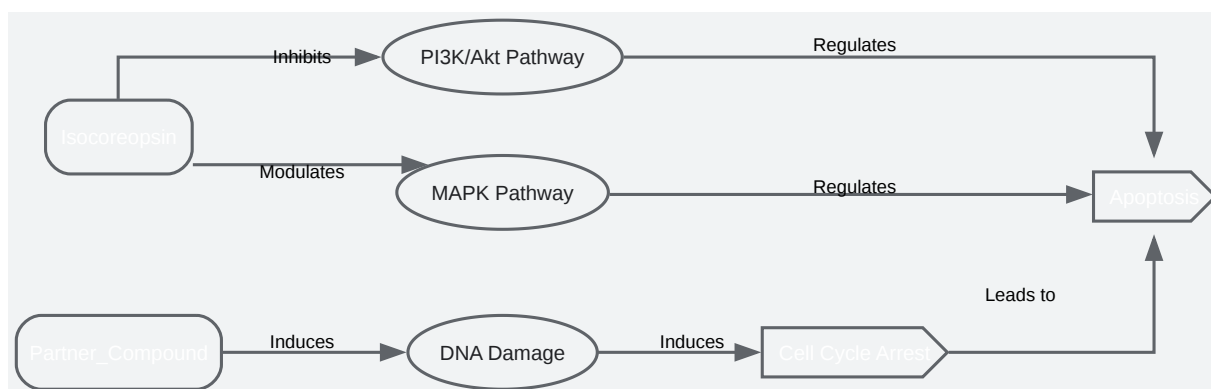 Inhibits
PI3K/Akt Pathway
Regulates
Isocoreopsin
Modulates
MAPK Pathway
Regulates
Apoptosis
Leads to
Partner_Compound
Induces
DNA Damage
Induces
Cell Cycle Arrest